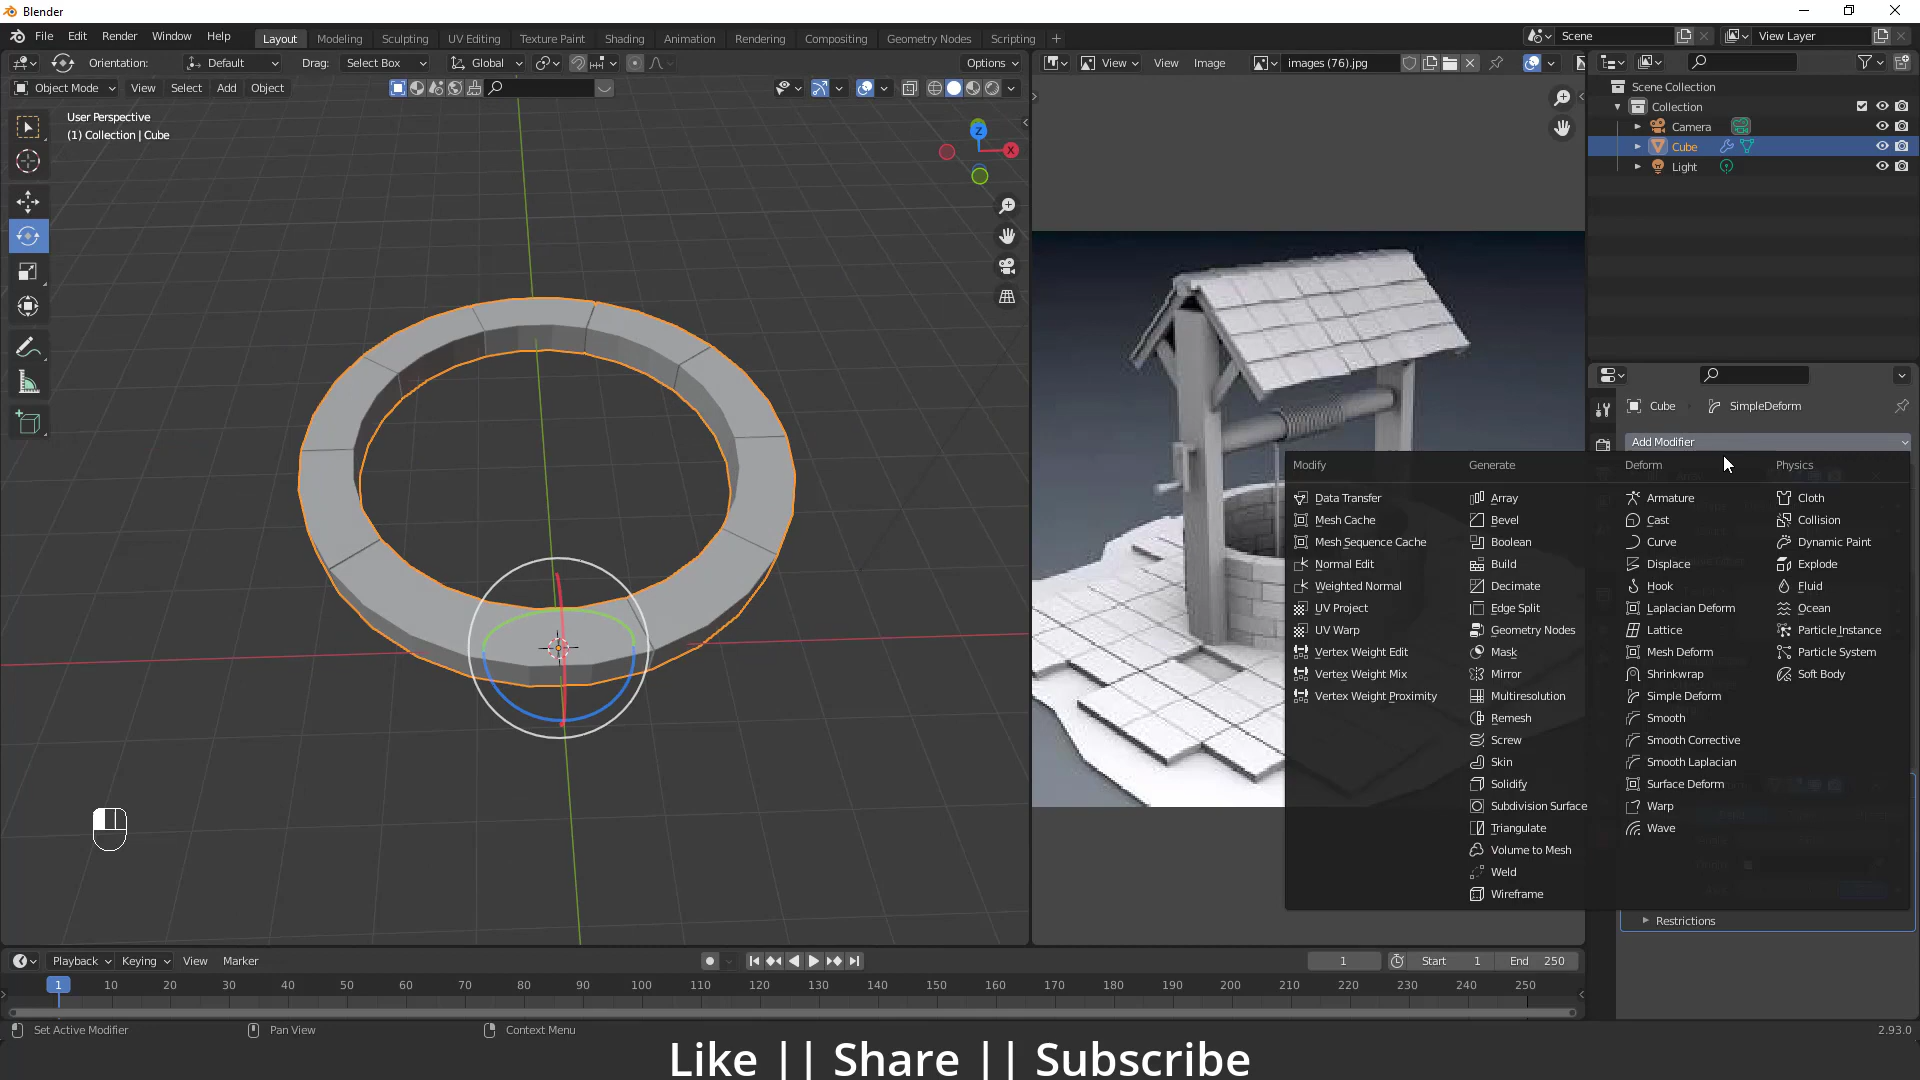 Blender
File Edit Render Window Help
Layout Modeling Sculpting UV Editing Texture Paint Shading Animation Rendering Compositing Geometry Nodes Scripting
Scene
View Layer
Orientation: Default Drag: Select Box Global Options
View View Image images (76).jpg
Object Mode View Select Add Object
User Perspective
(1) Collection | Cube
Z
X
Scene Collection
Collection
Camera
Cube
Light
Cube SimpleDeform
Add Modifier
Modify Generate Deform Physics
Data Transfer Array Armature Cloth
Mesh Cache Bevel Cast Collision
Mesh Sequence Cache Boolean Curve Dynamic Paint
Normal Edit Build Displace Explode
Weighted Normal Decimate Hook Fluid
UV Project Edge Split Laplacian Deform Ocean
UV Warp Geometry Nodes Lattice Particle Instance
Vertex Weight Edit Mask Mesh Deform Particle System
Vertex Weight Mix Mirror Shrinkwrap Soft Body
Vertex Weight Proximity Multiresolution Simple Deform
Remesh Smooth
Screw Smooth Corrective
Skin Smooth Laplacian
Solidify Surface Deform
Subdivision Surface Warp
Triangulate Wave
Volume to Mesh
Weld
Wireframe
Restrictions
Playback Keying View Marker
1 Start 1 End 250
1 10 20 30 40 50 60 70 80 90 100 110 120 130 140 150 160 170 180 190 200 210 220 230 240 250
Set Active Modifier Pan View Context Menu 2.93.0
Like || Share || Subscribe